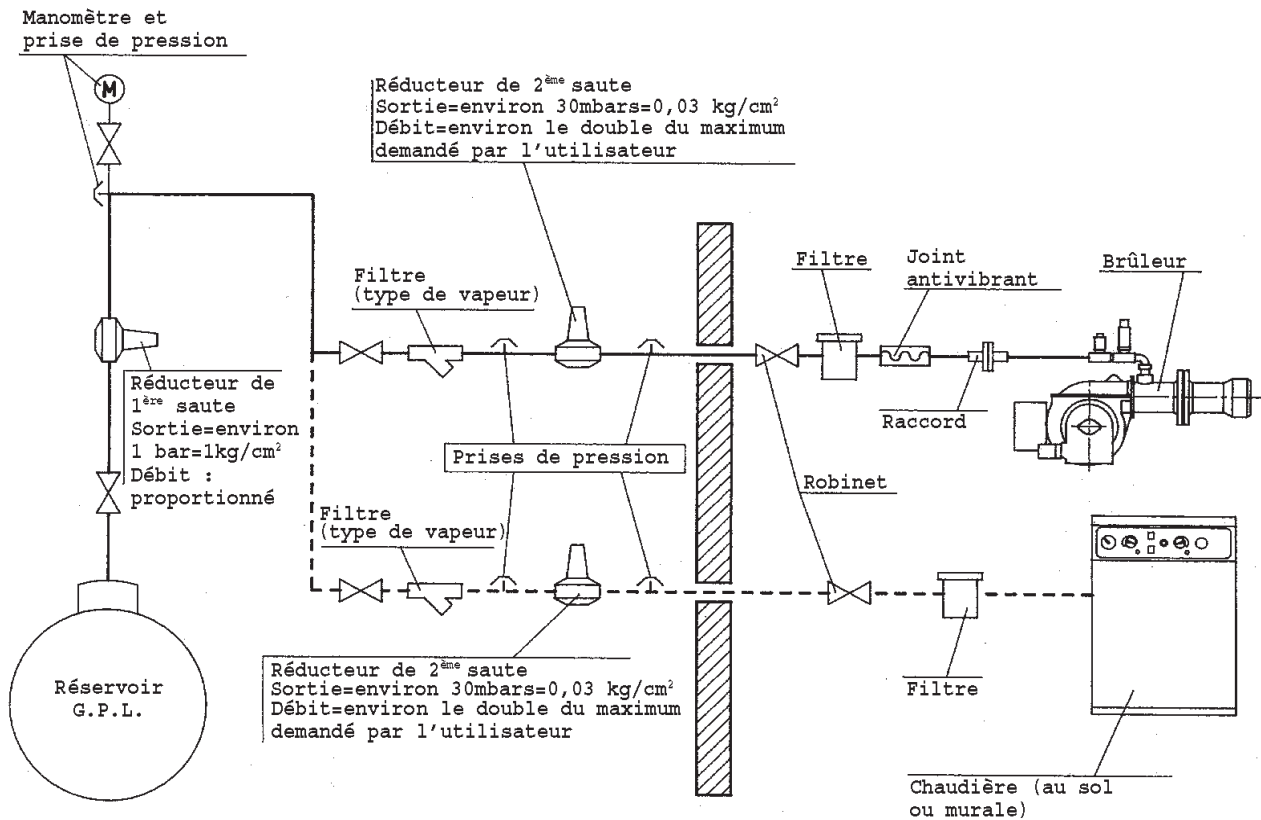 Manomètre et
prise de pression
M
Réducteur de 2ème saute
Sortie=environ 30mbars=0,03 kg/cm²
Débit=environ le double du maximum
demandé par l'utilisateur
Filtre
(type de vapeur)
Filtre
Joint
antivibrant
Brûleur
Réducteur de
1ère saute
Sortie=environ
1 bar=1kg/cm²
Débit :
proportionné
Raccord
Prises de pression
Robinet
Filtre
(type de vapeur)
Réservoir
G.P.L.
Réducteur de 2ème saute
Sortie=environ 30mbars=0,03 kg/cm²
Débit=environ le double du maximum
demandé par l'utilisateur
Filtre
Chaudière (au sol
ou murale)